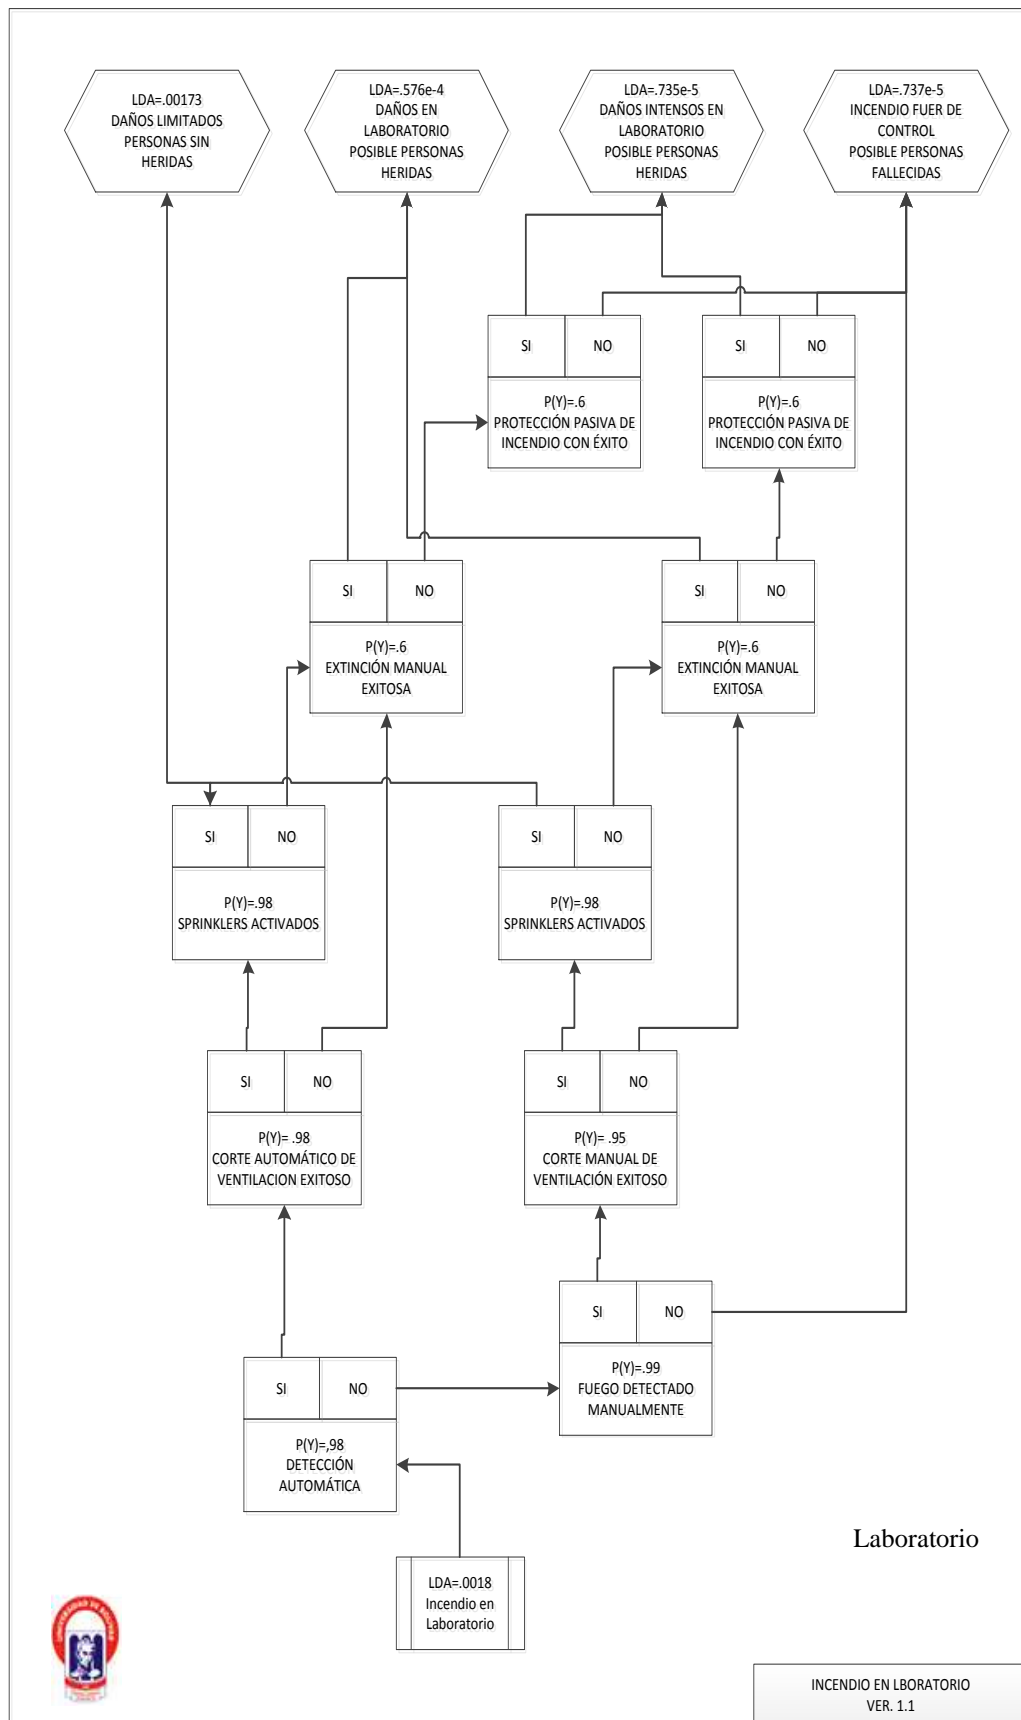 LDA=.00173
DAÑOS LIMITADOS
PERSONAS SIN
HERIDAS
LDA=.576e-4
DAÑOS EN
LABORATORIO
POSIBLE PERSONAS
HERIDAS
LDA=.735e-5
DAÑOS INTENSOS EN
LABORATORIO
POSIBLE PERSONAS
HERIDAS
LDA=.737e-5
INCENDIO FUER DE
CONTROL
POSIBLE PERSONAS
FALLECIDAS
SI
NO
P(Y)=.6
PROTECCIÓN PASIVA DE
INCENDIO CON ÉXITO
SI
NO
P(Y)=.6
PROTECCIÓN PASIVA DE
INCENDIO CON ÉXITO
SI
NO
P(Y)=.6
EXTINCIÓN MANUAL
EXITOSA
SI
NO
P(Y)=.6
EXTINCIÓN MANUAL
EXITOSA
SI
NO
P(Y)=.98
SPRINKLERS ACTIVADOS
SI
NO
P(Y)=.98
SPRINKLERS ACTIVADOS
SI
NO
P(Y)= .98
CORTE AUTOMÁTICO DE
VENTILACION EXITOSO
SI
NO
P(Y)= .95
CORTE MANUAL DE
VENTILACIÓN EXITOSO
SI
NO
P(Y)=.99
FUEGO DETECTADO
MANUALMENTE
SI
NO
P(Y)=,98
DETECCIÓN
AUTOMÁTICA
Laboratorio
LDA=.0018
Incendio en
Laboratorio
UNIVERSIDAD DE BOLIVAR
INCENDIO EN LBORATORIO
VER. 1.1